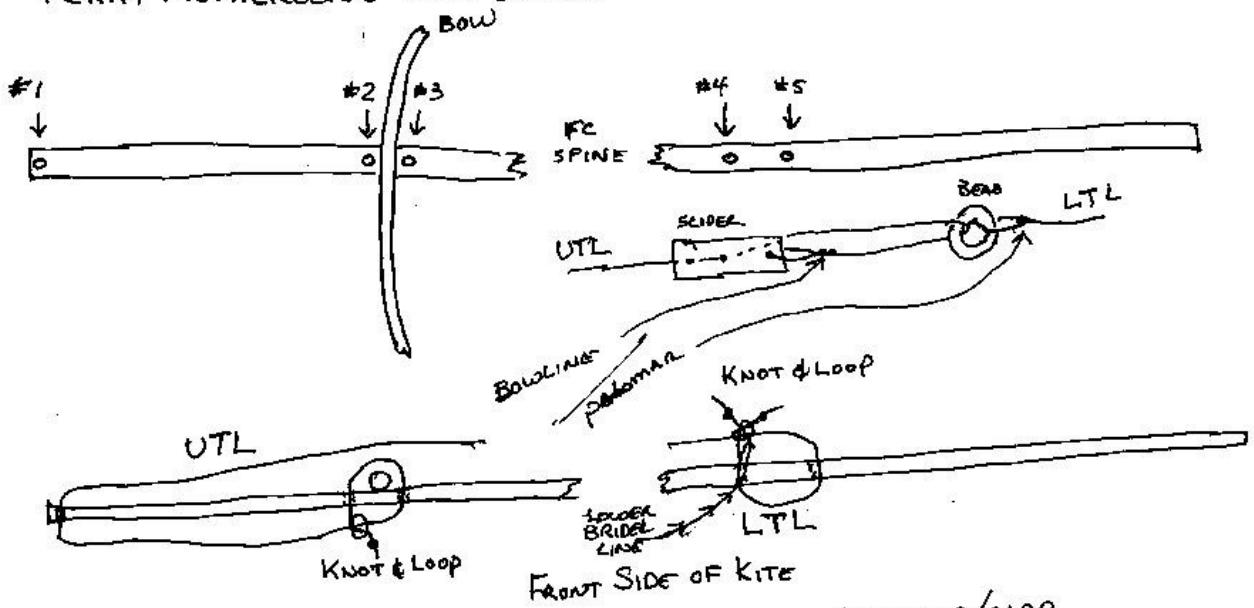 BOW
#1
#2
#3
#4
#5
FC
SPINE
BEAD
LTL
SLIDER
UTL
BOWLINE
PALOMAR
KNOT & LOOP
UTL
LOWER
BRIDEL
LINE
LTL
KNOT & LOOP
FRONT SIDE OF KITE